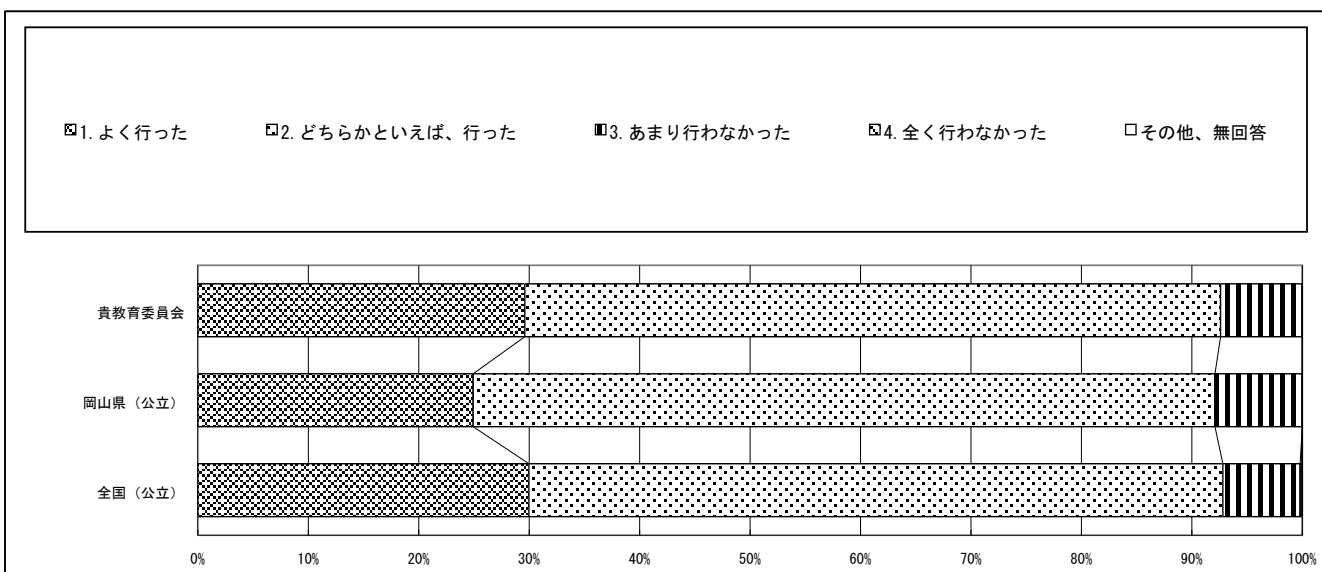 1. よく行った 2. どちらかといえば、行った 3. あまり行わなかった 4. 全く行わなかった その他、無回答
貴教育委員会
岡山県（公立）
全国（公立）
0% 10% 20% 30% 40% 50% 60% 70% 80% 90% 100%